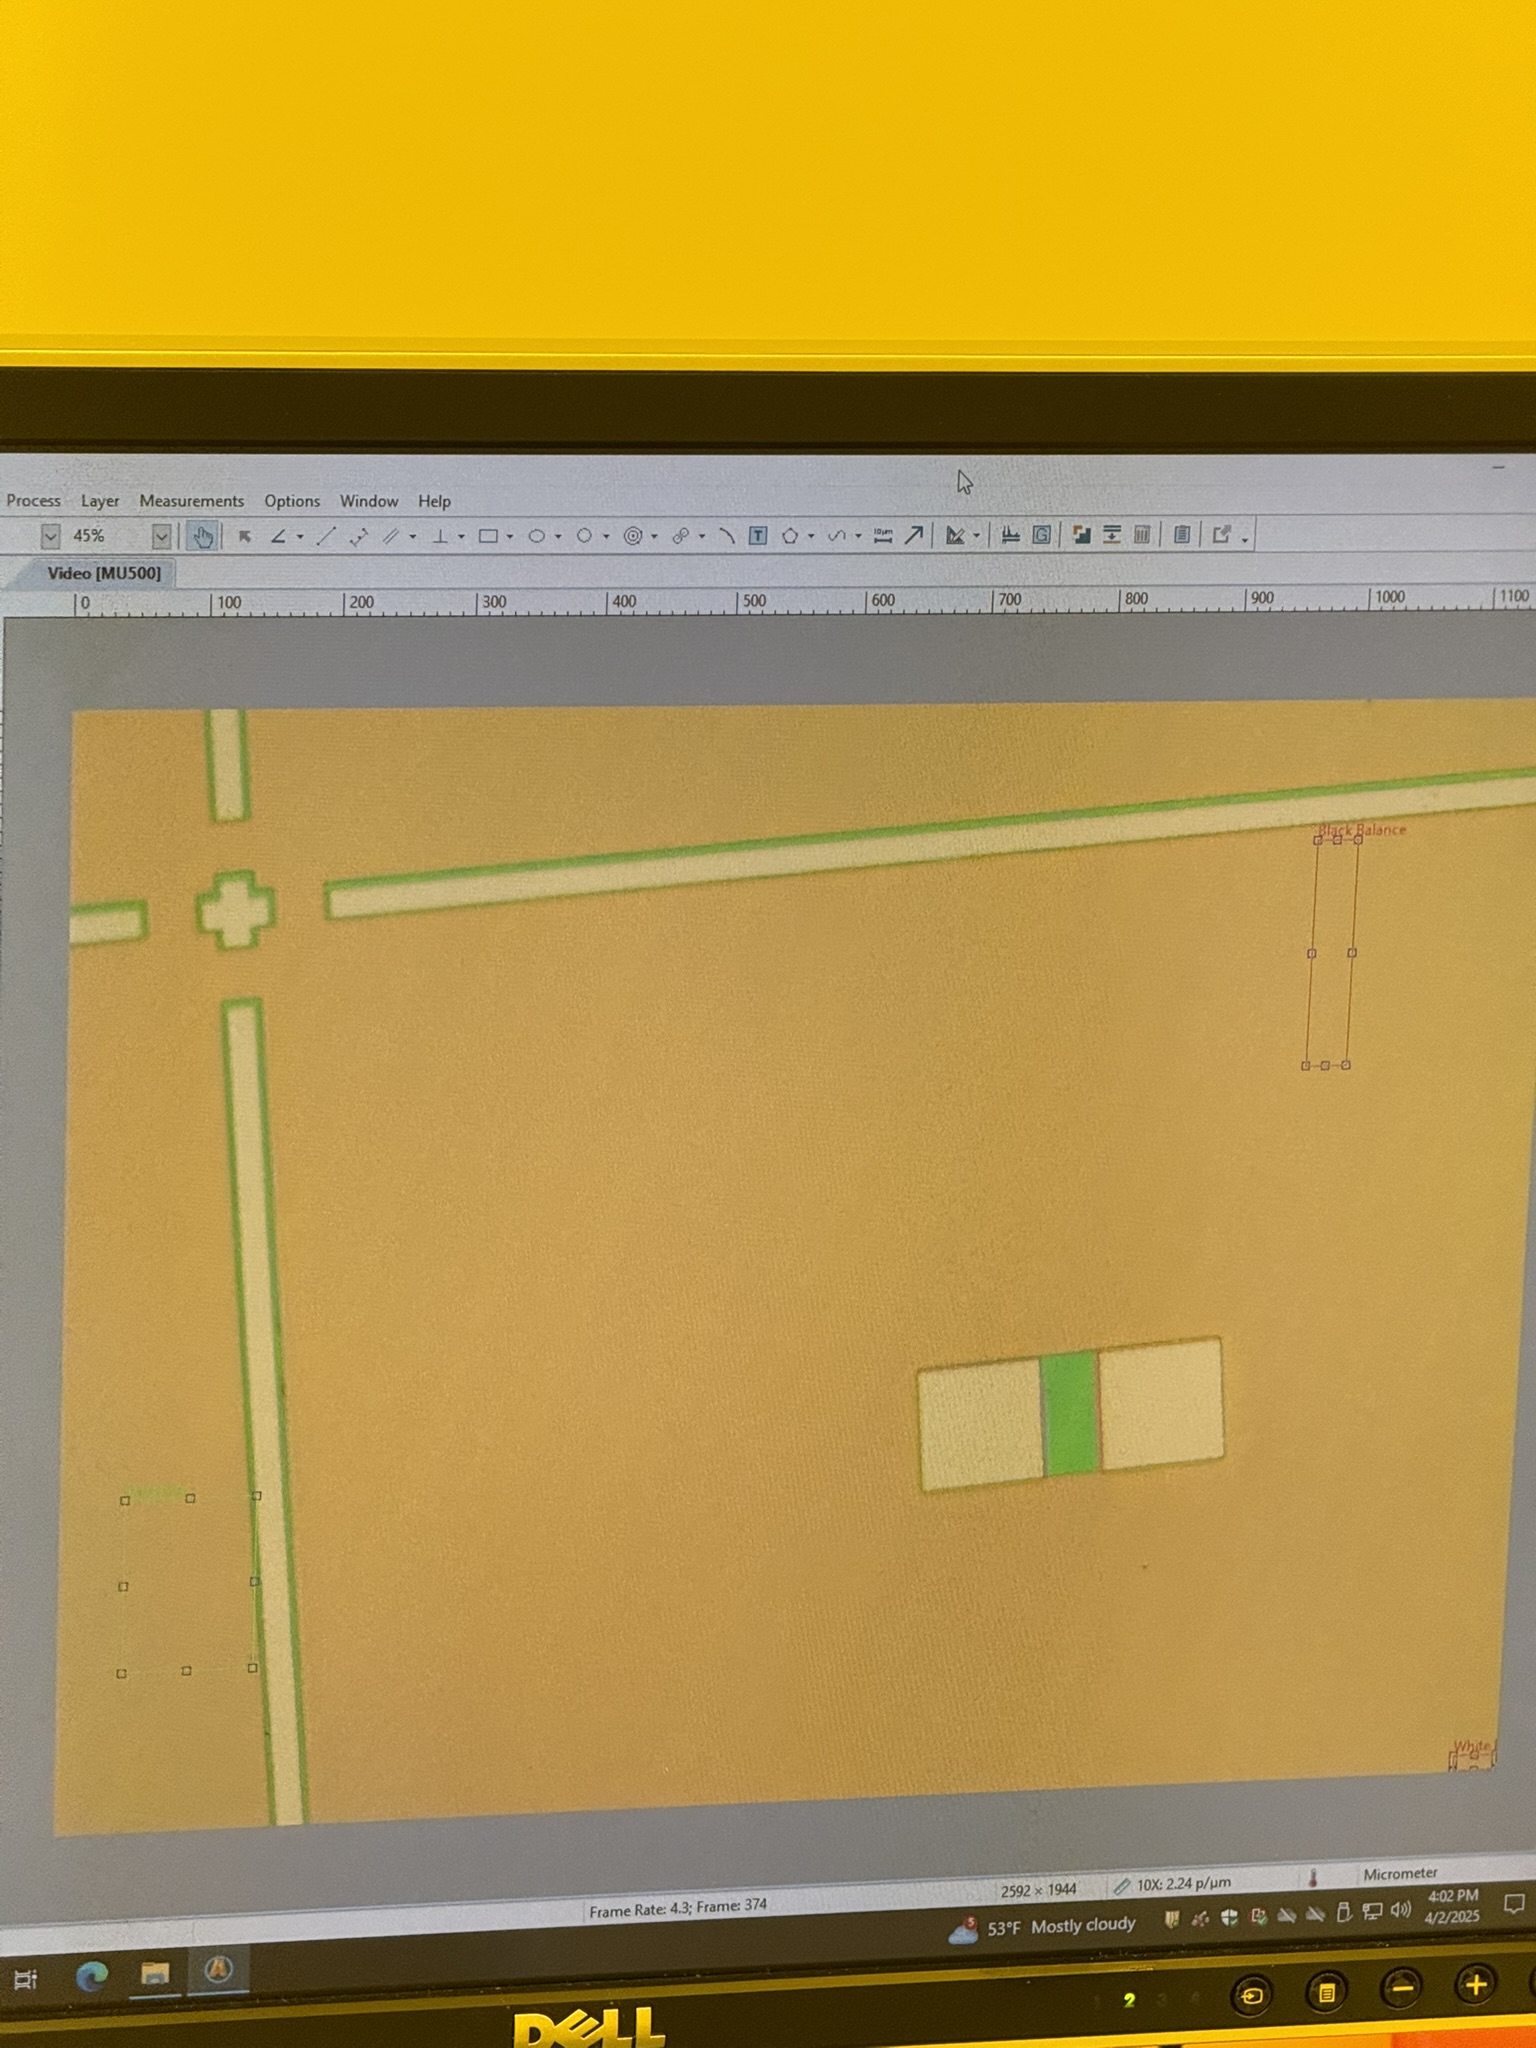 Process Layer Measurements Options Window Help
45%
T 10µm G
Video [MU500]
0 100 200 300 400 500 600 700 800 900 1000 1100
Black Balance
White
Frame Rate: 4.3; Frame: 374
2592 × 1944
10X: 2.24 p/µm
Micrometer
5
53°F Mostly cloudy
4:02 PM
4/2/2025
2
DELL